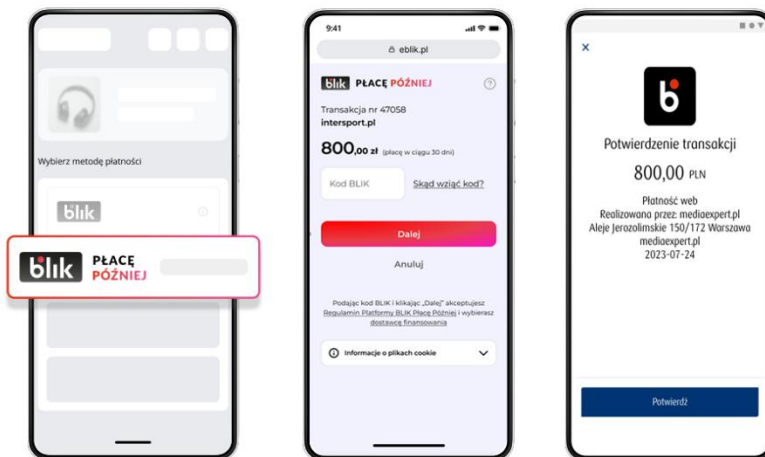 Wybierz metodę płatności
blik
blik PŁACĘ
PÓŹNIEJ
9:41
eblik.pl
blik PŁACĘ PÓŹNIEJ
Transakcja nr 47058
intersport.pl
800,00 zł (płacę w ciągu 30 dni)
Kod BLIK
Skąd wziąć kod?
Dalej
Anuluj
Podając kod BLIK i klikając „Dalej” akceptujesz
Regulamin Platformy BLIK Płacę Później i wybierasz
dostawcę finansowania
Informacje o plikach cookie
b
Potwierdzenie transakcji
800,00 PLN
Płatność web
Realizowana przez: mediaexpert.pl
Aleje Jerozolimskie 150/172 Warszawa
mediaexpert.pl
2023-07-24
Potwierdź